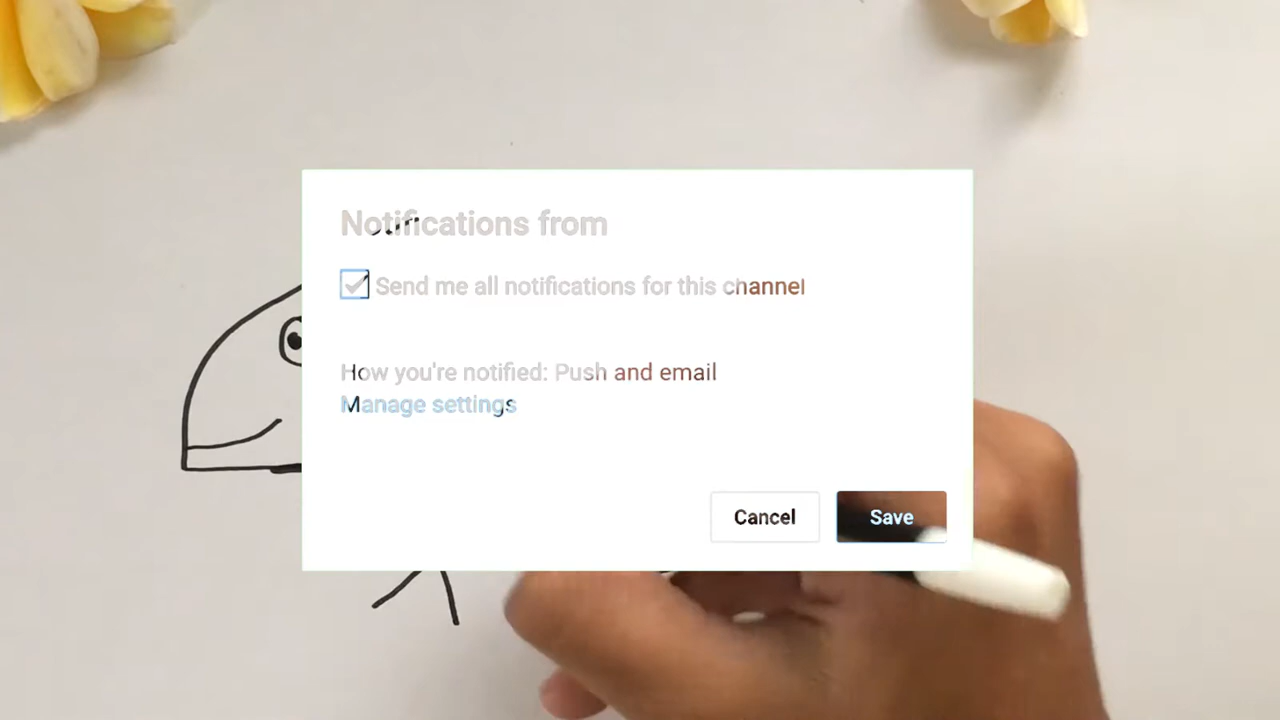 Notifications from
Send me all notifications for this channel
How you're notified: Push and email
Manage settings
Cancel
Save